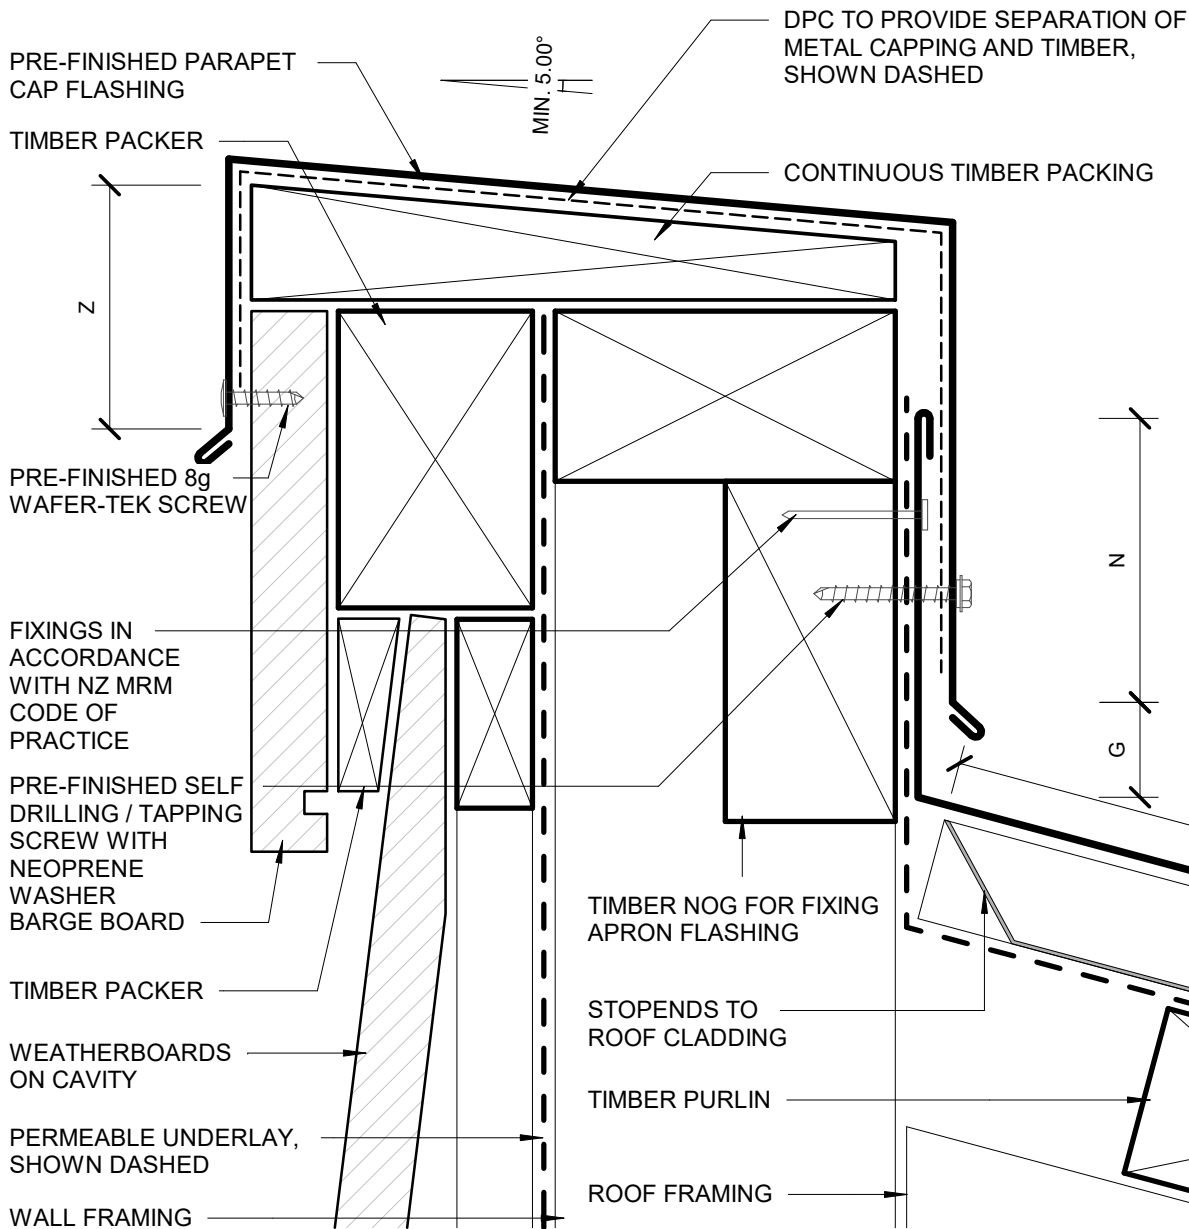 DPC TO PROVIDE SEPARATION OF
METAL CAPPING AND TIMBER,
SHOWN DASHED
PRE-FINISHED PARAPET
CAP FLASHING
MIN. 5.00°
TIMBER PACKER
CONTINUOUS TIMBER PACKING
Z
PRE-FINISHED 8g
WAFER-TEK SCREW
N
FIXINGS IN
ACCORDANCE
WITH NZ MRM
CODE OF
PRACTICE
G
PRE-FINISHED SELF
DRILLING / TAPPING
SCREW WITH
NEOPRENE
WASHER
BARGE BOARD
TIMBER NOG FOR FIXING
APRON FLASHING
TIMBER PACKER
STOPENDS TO
ROOF CLADDING
WEATHERBOARDS
ON CAVITY
TIMBER PURLIN
PERMEABLE UNDERLAY,
SHOWN DASHED
ROOF FRAMING
WALL FRAMING